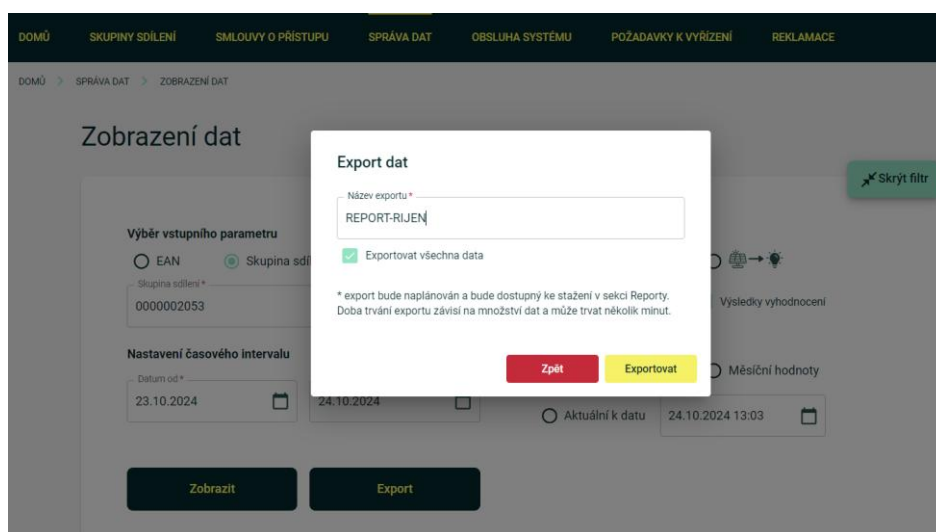 DOMŮ SKUPINY SDÍLENÍ SMLOUVY O PŘÍSTUPU SPRÁVA DAT OBSLUHA SYSTÉMU POŽADAVKY K VYŘÍZENÍ REKLAMACE
DOMŮ > SPRÁVA DAT > ZOBRAZENÍ DAT
Zobrazení dat
Skrýt filtr
Export dat
Název exportu *
REPORT-RIJEN
Exportovat všechna data
* export bude naplánován a bude dostupný ke stažení v sekci Reporty.
Doba trvání exportu závisí na množství dat a může trvat několik minut.
Zpět Exportovat
Výběr vstupního parametru
EAN Skupina sdíl
Skupina sdílení *
0000002053
Výsledky vyhodnocení
Nastavení časového intervalu
Datum od *
23.10.2024 24.10.2024
Měsíční hodnoty
Aktuální k datu 24.10.2024 13:03
Zobrazit Export